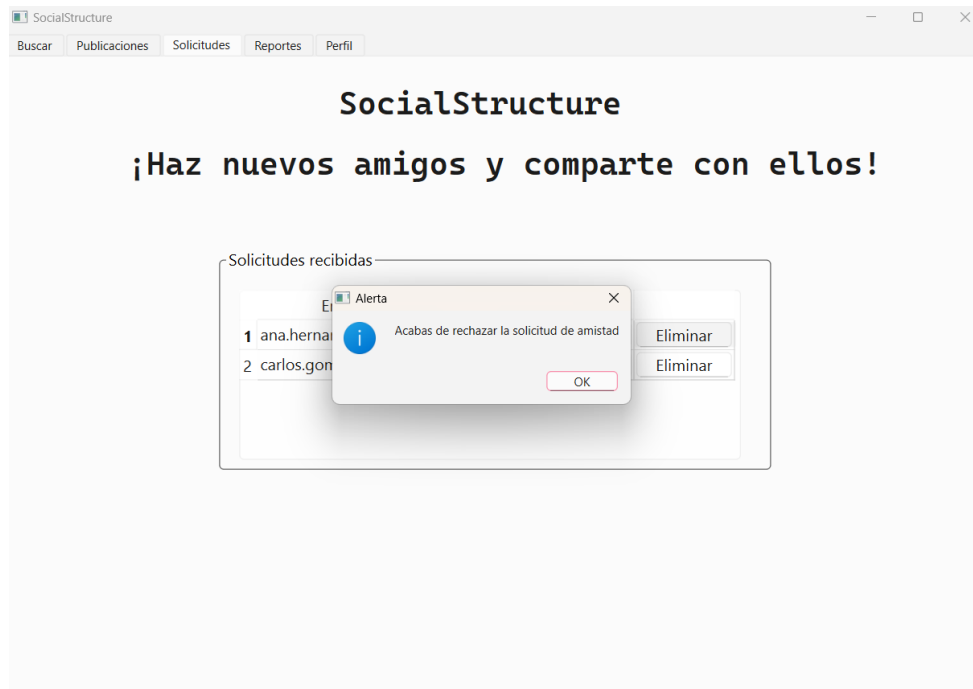 SocialStructure
Buscar Publicaciones Solicitudes Reportes Perfil
SocialStructure
¡Haz nuevos amigos y comparte con ellos!
Solicitudes recibidas
Alerta
Acabas de rechazar la solicitud de amistad
OK
1 Eliminar
2 Eliminar